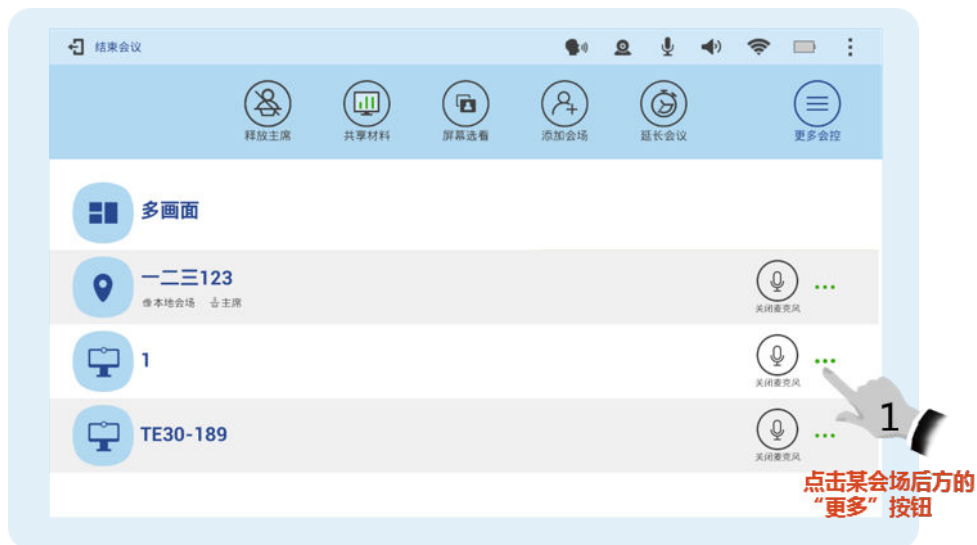 结束会议
释放主席 共享材料 屏幕选看 添加会场 延长会议 更多会控
多画面
一二三123
本地会场 主席
关闭麦克风
1
关闭麦克风
TE30-189
关闭麦克风
1
点击某会场后方的
“更多”按钮